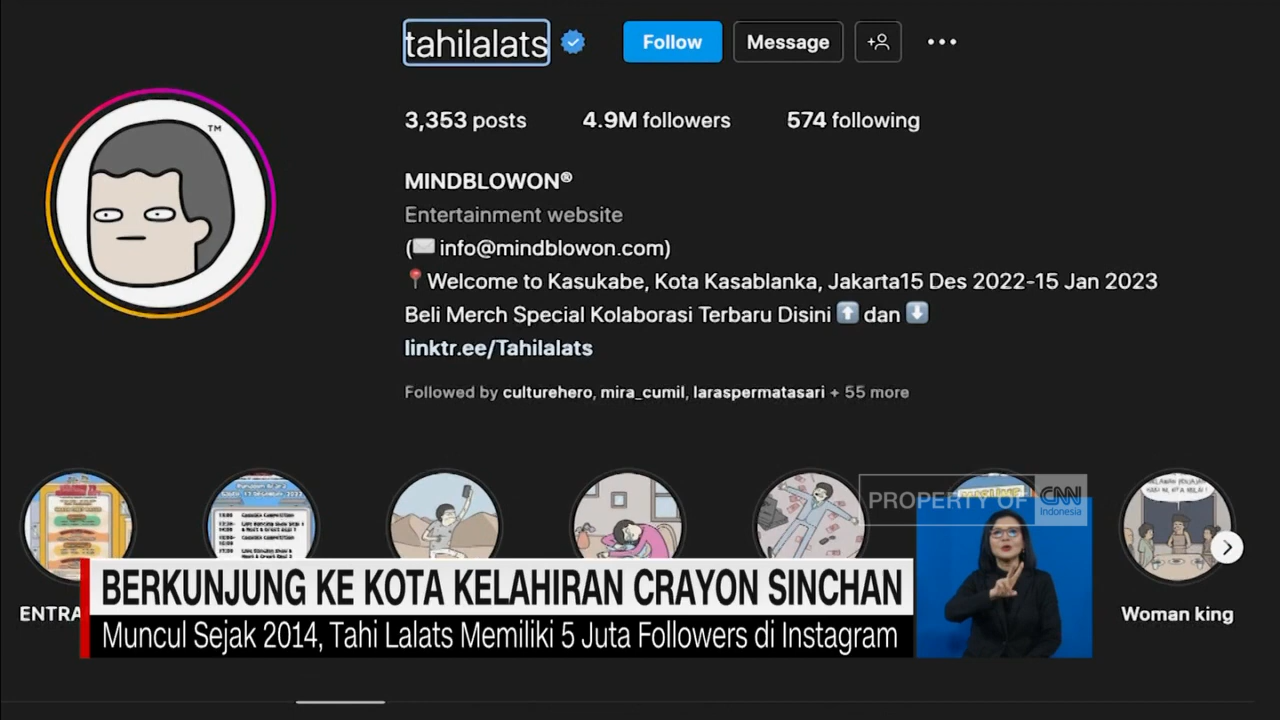 tahilalats
Follow
Message
3,353 posts
4.9M followers
574 following
TM
MINDBLOWON®
Entertainment website
(✉️ info@mindblowon.com)
📍Welcome to Kasukabe, Kota Kasablanka, Jakarta15 Des 2022-15 Jan 2023
Beli Merch Special Kolaborasi Terbaru Disini ⬆️ dan ⬇️
linktr.ee/Tahilalats
Followed by culturehero, mira_cumil, laraspermatasari + 55 more
PROPERTY OF CNN Indonesia
ENTRA
Woman king
BERKUNJUNG KE KOTA KELAHIRAN CRAYON SINCHAN
Muncul Sejak 2014, Tahi Lalats Memiliki 5 Juta Followers di Instagram